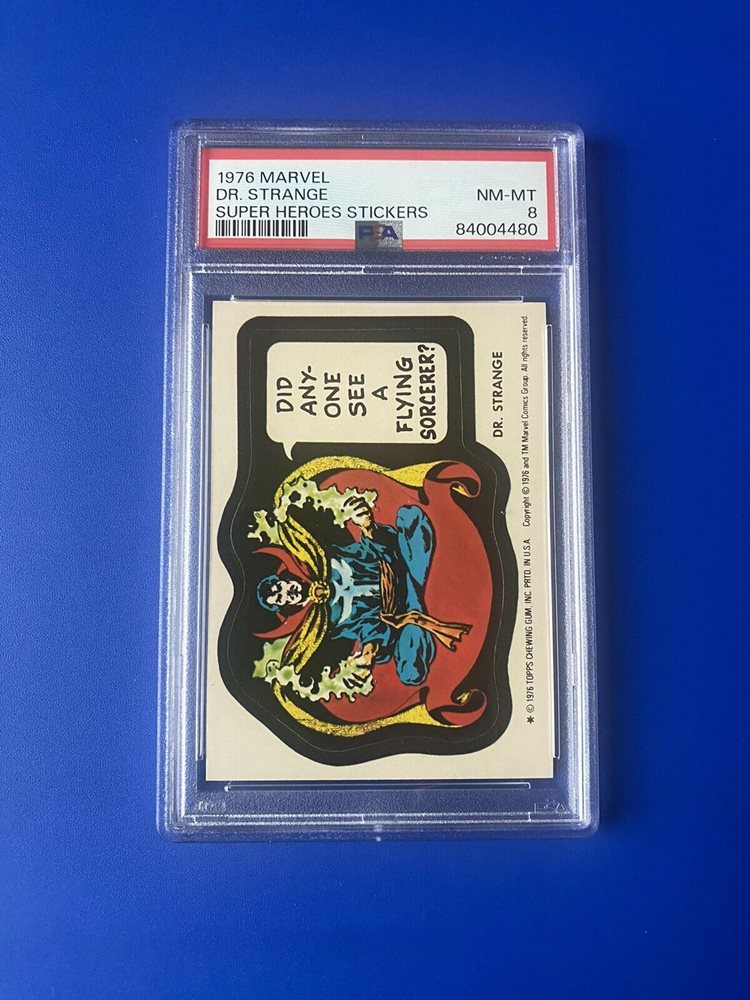 1976 MARVEL
DR. STRANGE NM-MT
SUPER HEROES STICKERS 8
PSA 84004480
DID
ANY-
ONE
SEE
A
FLYING
SORCERER?
DR. STRANGE
* © 1976 TOPPS CHEWING GUM, INC. PRTD. IN U.S.A. Copyright © 1976 and TM Marvel Comics Group. All rights reserved